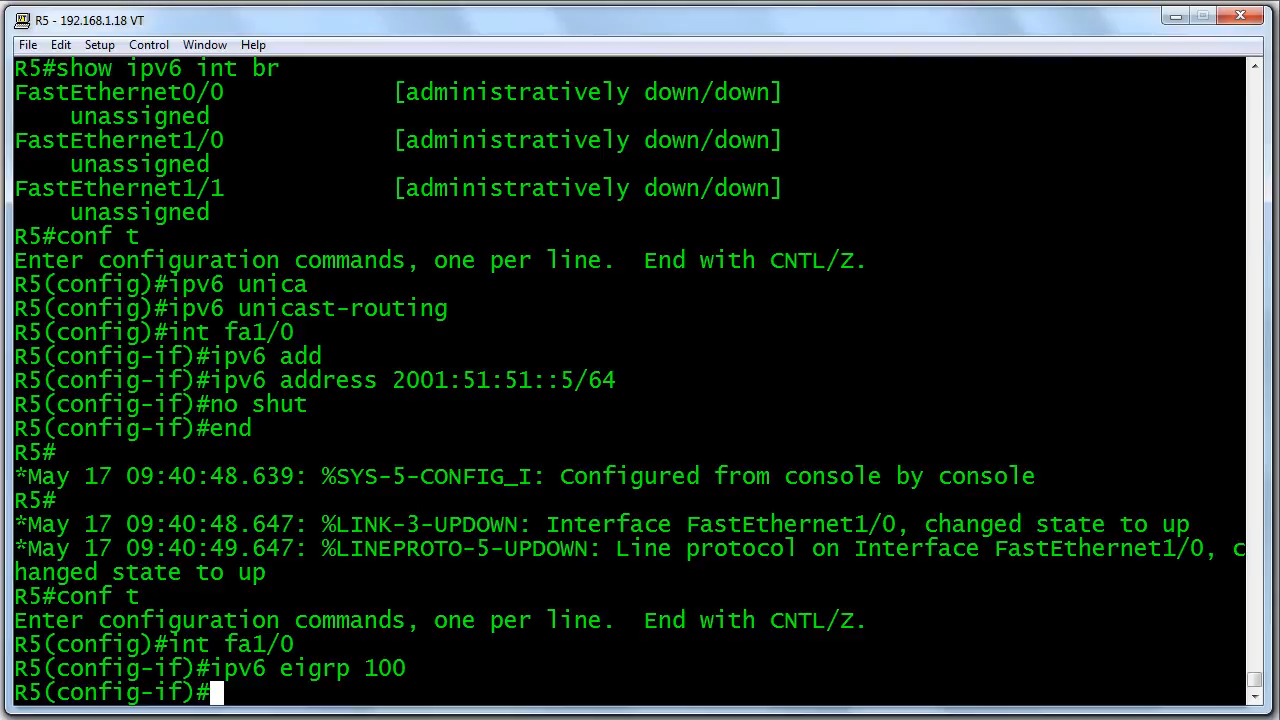 R5 - 192.168.1.18 VT
File Edit Setup Control Window Help
R5#show ipv6 int br
FastEthernet0/0 [administratively down/down]
unassigned
FastEthernet1/0 [administratively down/down]
unassigned
FastEthernet1/1 [administratively down/down]
unassigned
R5#conf t
Enter configuration commands, one per line. End with CNTL/Z.
R5(config)#ipv6 unica
R5(config)#ipv6 unicast-routing
R5(config)#int fa1/0
R5(config-if)#ipv6 add
R5(config-if)#ipv6 address 2001:51:51::5/64
R5(config-if)#no shut
R5(config-if)#end
R5#
*May 17 09:40:48.639: %SYS-5-CONFIG_I: Configured from console by console
R5#
*May 17 09:40:48.647: %LINK-3-UPDOWN: Interface FastEthernet1/0, changed state to up
*May 17 09:40:49.647: %LINEPROTO-5-UPDOWN: Line protocol on Interface FastEthernet1/0, c
hanged state to up
R5#conf t
Enter configuration commands, one per line. End with CNTL/Z.
R5(config)#int fa1/0
R5(config-if)#ipv6 eigrp 100
R5(config-if)#